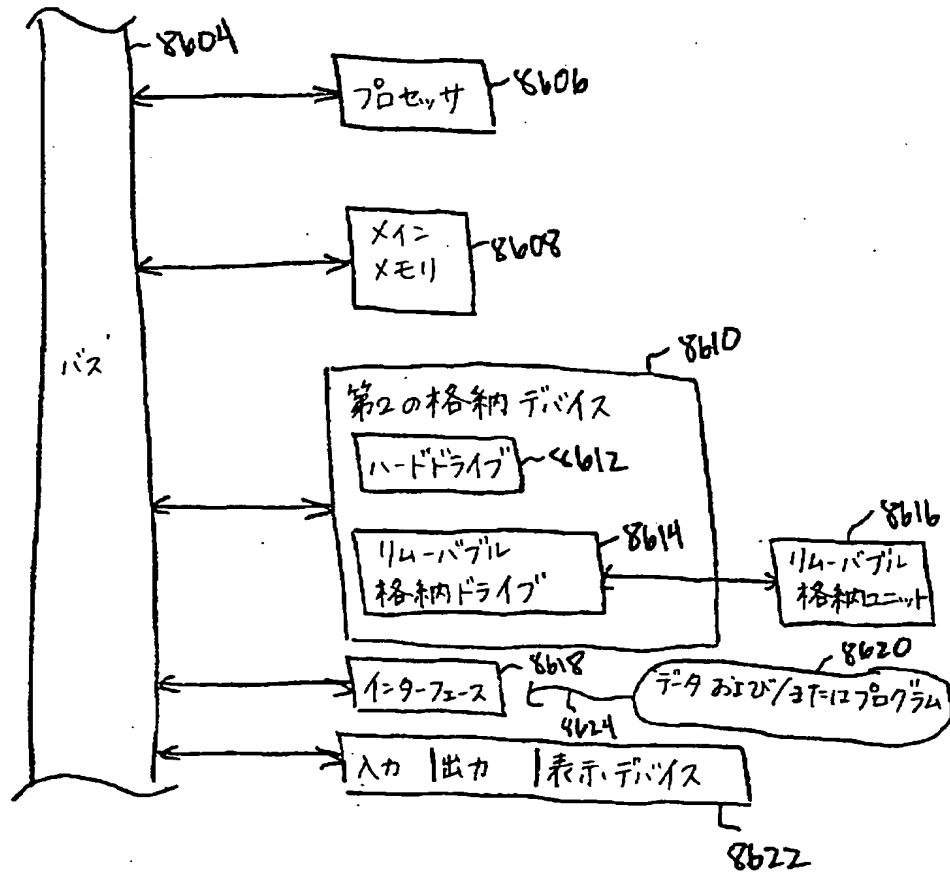 8604
プロセッサ
8606
メイン
メモリ
8608
バス
8610
第2の格納デバイス
ハードドライブ
8612
リムーバブル
格納ドライブ
8614
8616
リムーバブル
格納ユニット
8618
インターフェース
8620
データおよび/またはプログラム
8624
入力 | 出力 | 表示デバイス
8622